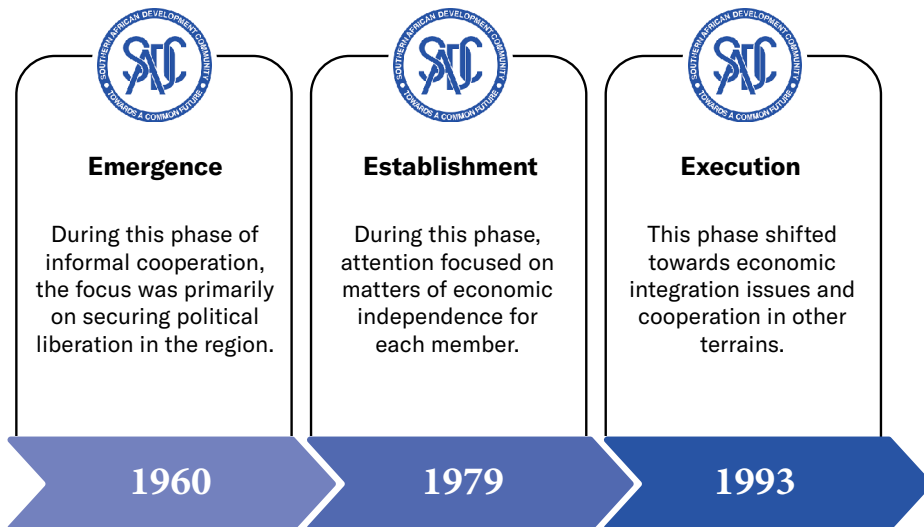 SOUTHERN AFRICAN DEVELOPMENT COMMUNITY
SADC
TOWARDS A COMMON FUTURE
Emergence
During this phase of
informal cooperation,
the focus was primarily
on securing political
liberation in the region.
1960
SOUTHERN AFRICAN DEVELOPMENT COMMUNITY
SADC
TOWARDS A COMMON FUTURE
Establishment
During this phase,
attention focused on
matters of economic
independence for
each member.
1979
SOUTHERN AFRICAN DEVELOPMENT COMMUNITY
SADC
TOWARDS A COMMON FUTURE
Execution
This phase shifted
towards economic
integration issues and
cooperation in other
terrains.
1993